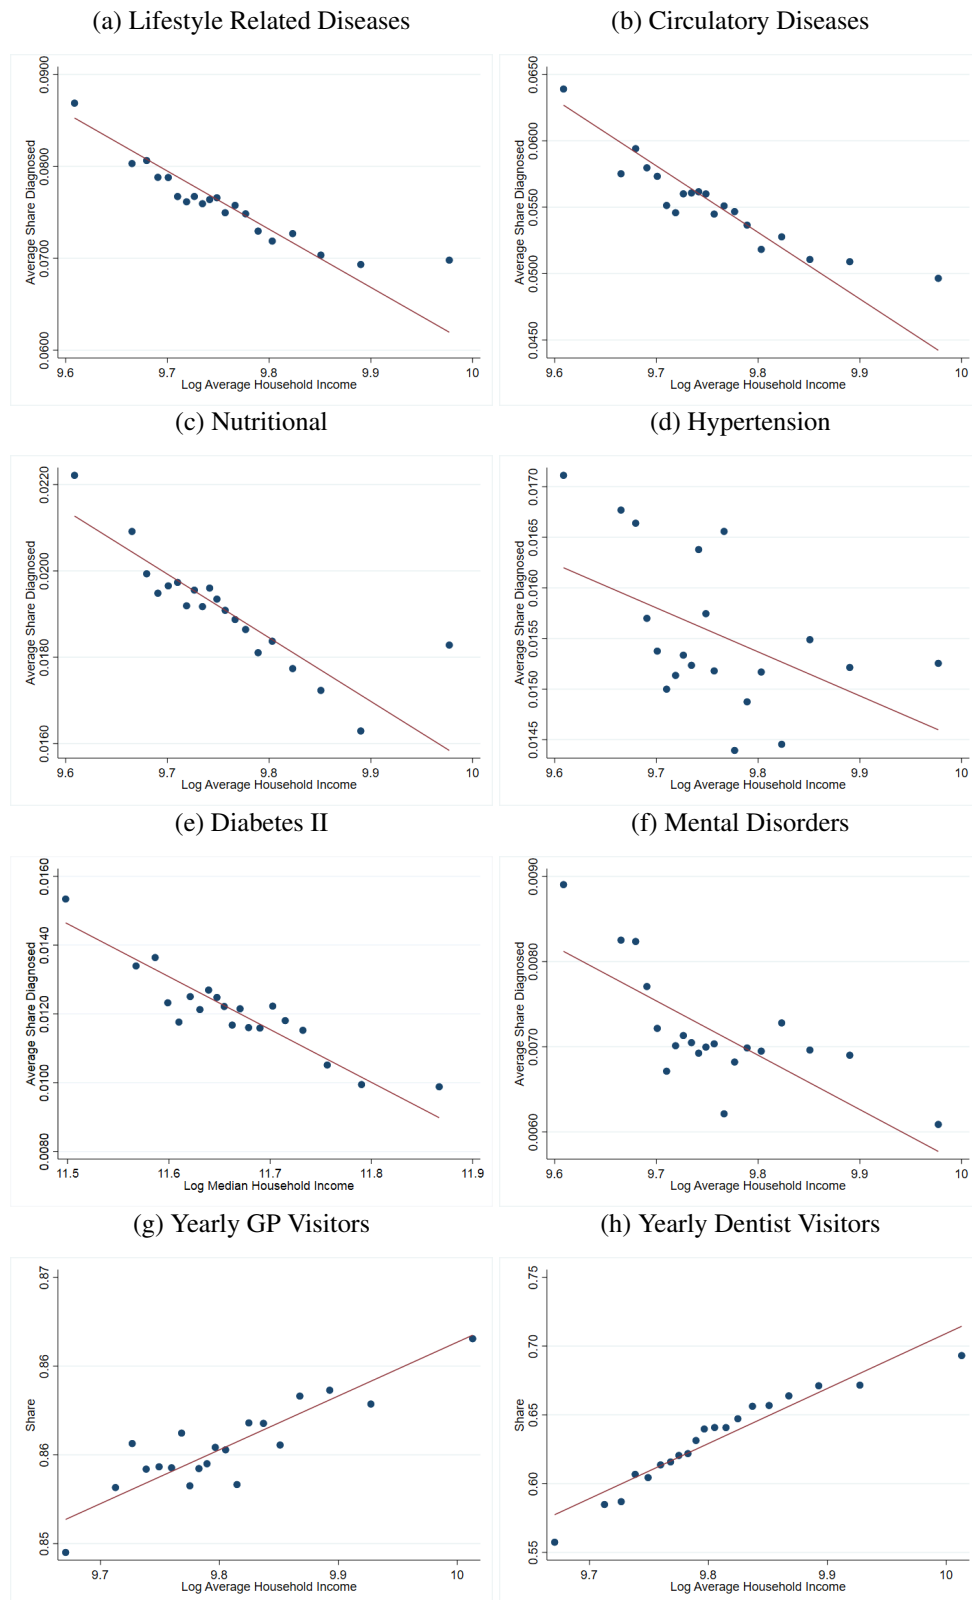 (a) Lifestyle Related Diseases
(b) Circulatory Diseases
Average Share Diagnosed
0.0900
0.0800
0.0700
0.0600
9.6 9.7 9.8 9.9 10
Log Average Household Income
Average Share Diagnosed
0.0650
0.0600
0.0550
0.0500
0.0450
9.6 9.7 9.8 9.9 10
Log Average Household Income
(c) Nutritional
(d) Hypertension
Average Share Diagnosed
0.0220
0.0200
0.0180
0.0160
9.6 9.7 9.8 9.9 10
Log Average Household Income
Average Share Diagnosed
0.0170
0.0165
0.0160
0.0155
0.0150
0.0145
9.6 9.7 9.8 9.9 10
Log Average Household Income
(e) Diabetes II
(f) Mental Disorders
Average Share Diagnosed
0.0160
0.0140
0.0120
0.0100
0.0080
11.5 11.6 11.7 11.8 11.9
Log Median Household Income
Average Share Diagnosed
0.0090
0.0080
0.0070
0.0060
9.6 9.7 9.8 9.9 10
Log Average Household Income
(g) Yearly GP Visitors
(h) Yearly Dentist Visitors
Share
0.87
0.86
0.86
0.85
9.7 9.8 9.9 10
Log Average Household Income
Share
0.75
0.70
0.65
0.60
0.55
9.7 9.8 9.9 10
Log Average Household Income